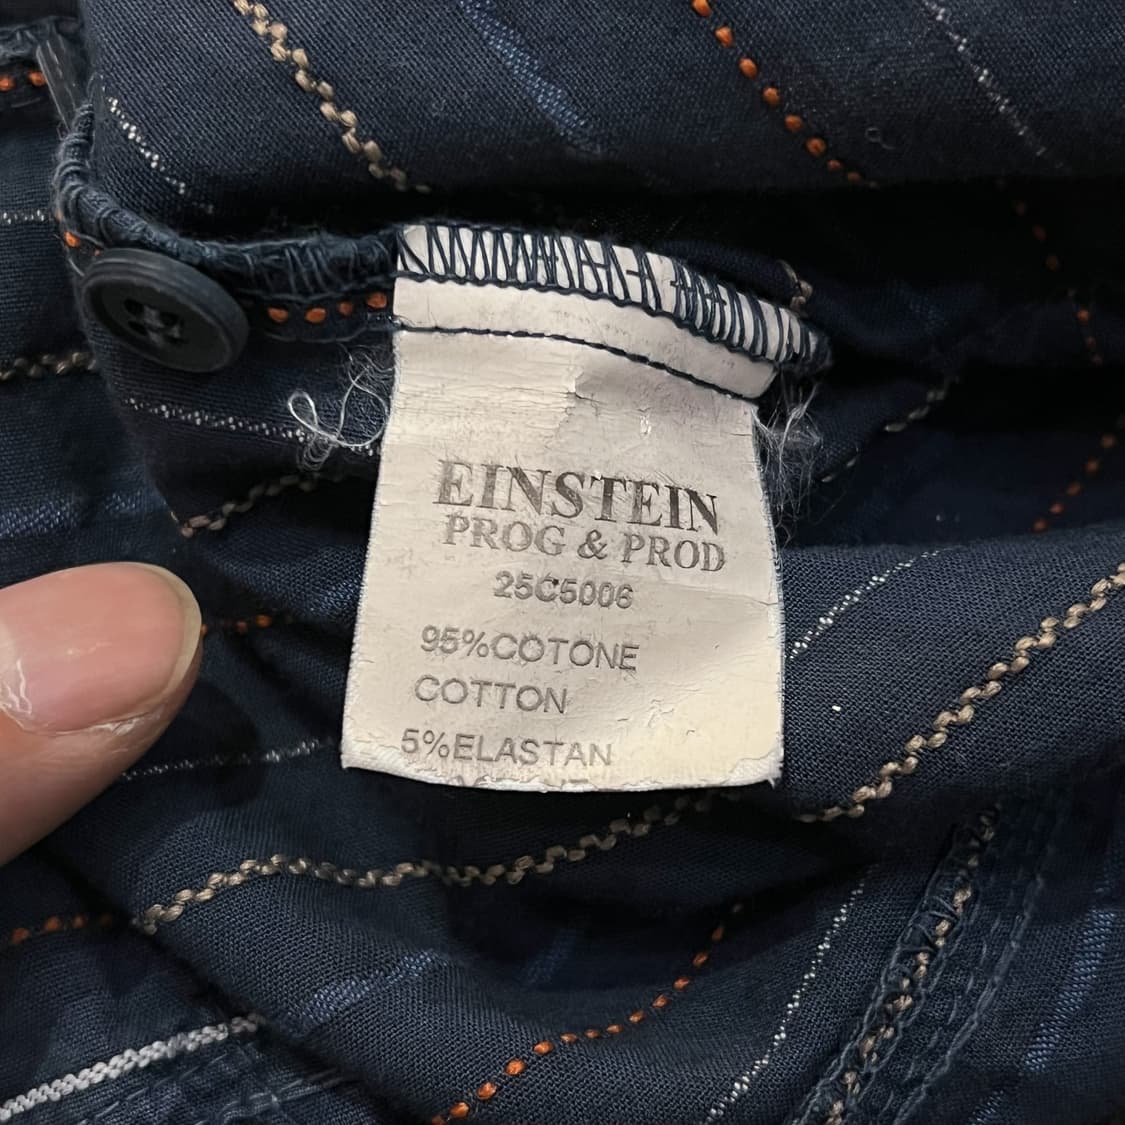 EINSTEIN
PROG & PROD
25C5006
95%COTONE
COTTON
5%ELASTAN